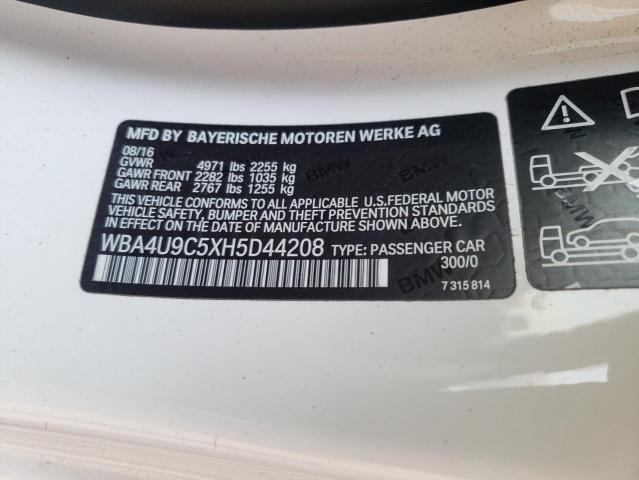 MFD BY BAYERISCHE MOTOREN WERKE AG
08/16
GVWR 4971 lbs 2255 kg
GAWR FRONT 2282 lbs 1035 kg
GAWR REAR 2767 lbs 1255 kg
THIS VEHICLE CONFORMS TO ALL APPLICABLE U.S.FEDERAL MOTOR
VEHICLE SAFETY, BUMPER AND THEFT PREVENTION STANDARDS
IN EFFECT ON THE DATE OF MANUFACTURE SHOWN ABOVE.
WBA4U9C5XH5D44208 TYPE: PASSENGER CAR
300/0
7 315 814
BMW
BMW
BMW